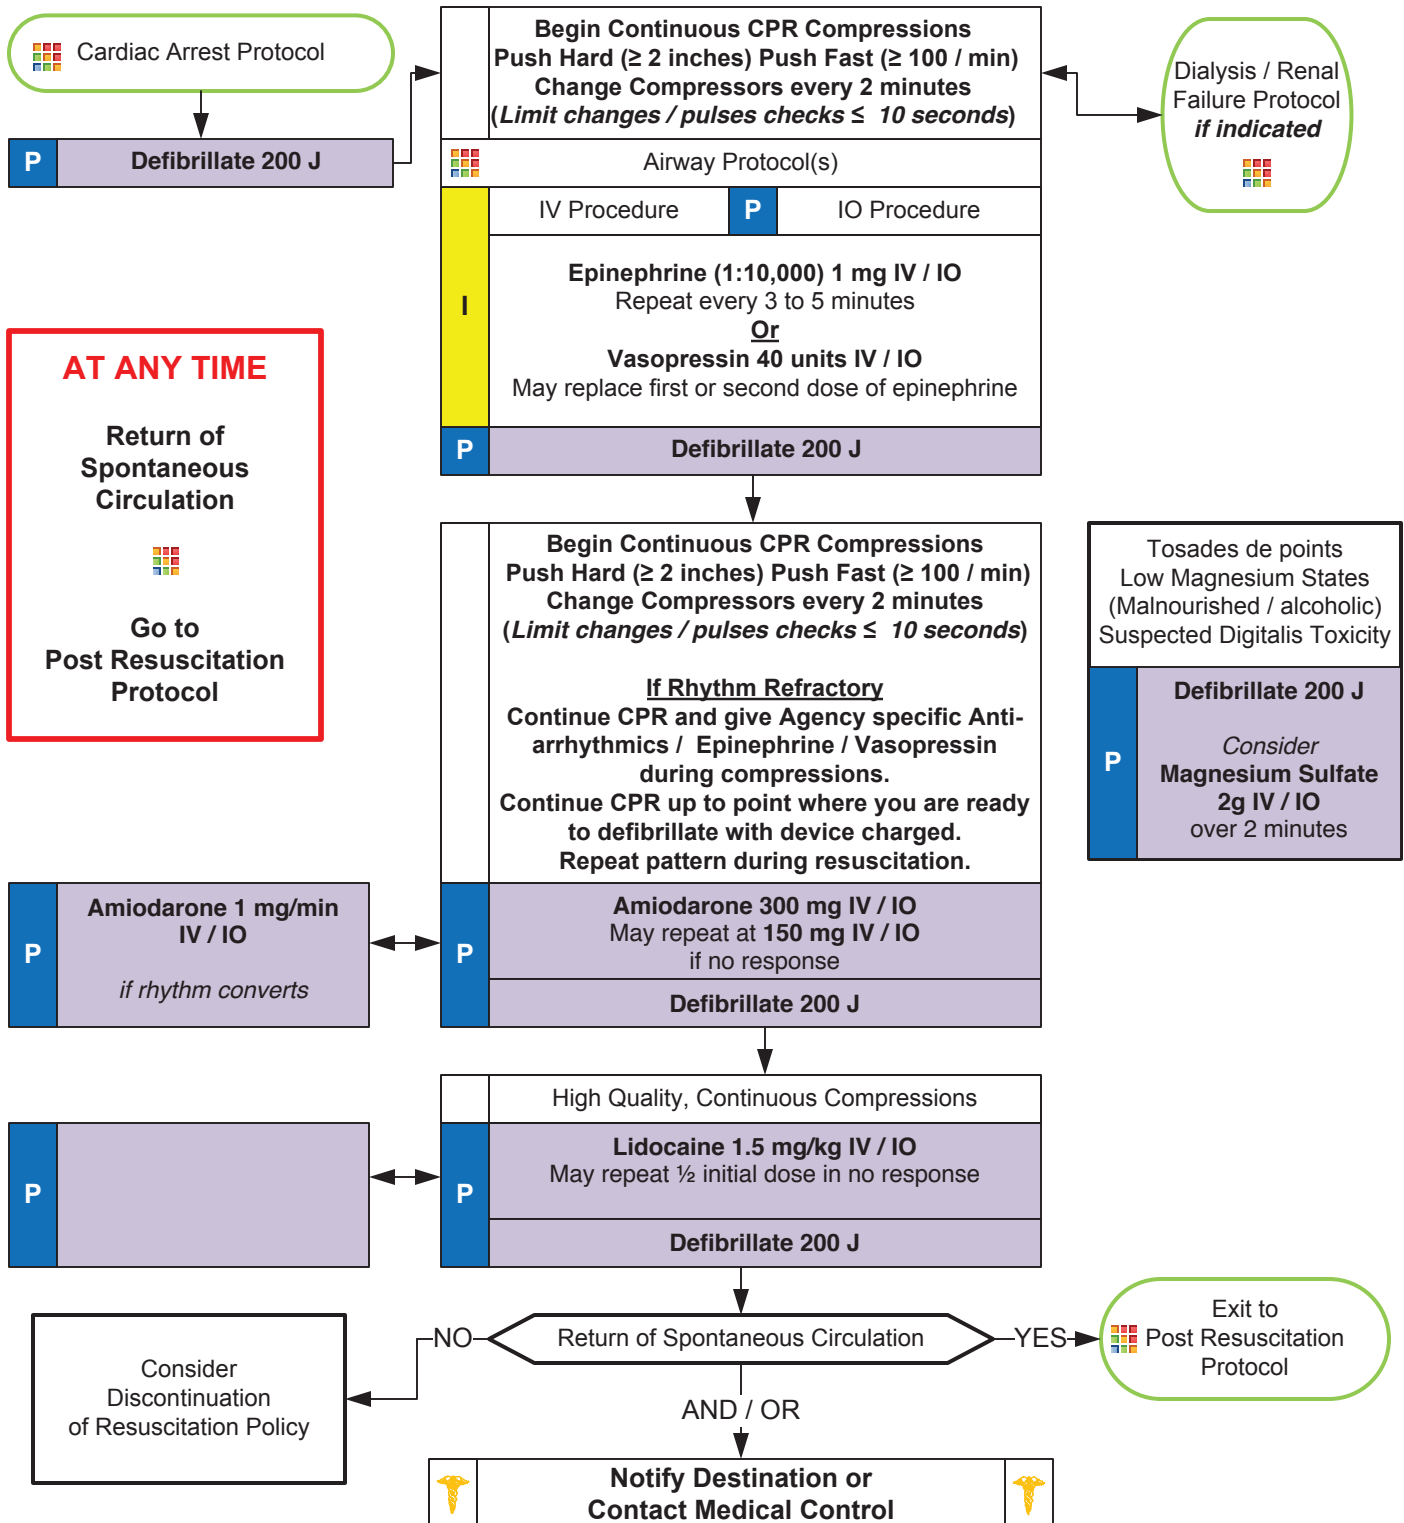 Cardiac Arrest Protocol
P
Defibrillate 200 J
Begin Continuous CPR Compressions
Push Hard (≥ 2 inches) Push Fast (≥ 100 / min)
Change Compressors every 2 minutes
(Limit changes / pulses checks ≤ 10 seconds)
Airway Protocol(s)
IV Procedure
P
IO Procedure
I
Epinephrine (1:10,000) 1 mg IV / IO
Repeat every 3 to 5 minutes
Or
Vasopressin 40 units IV / IO
May replace first or second dose of epinephrine
P
Defibrillate 200 J
Dialysis / Renal
Failure Protocol
if indicated
AT ANY TIME
Return of
Spontaneous
Circulation
Go to
Post Resuscitation
Protocol
Begin Continuous CPR Compressions
Push Hard (≥ 2 inches) Push Fast (≥ 100 / min)
Change Compressors every 2 minutes
(Limit changes / pulses checks ≤ 10 seconds)
If Rhythm Refractory
Continue CPR and give Agency specific Anti-
arrhythmics / Epinephrine / Vasopressin
during compressions.
Continue CPR up to point where you are ready
to defibrillate with device charged.
Repeat pattern during resuscitation.
Tosades de points
Low Magnesium States
(Malnourished / alcoholic)
Suspected Digitalis Toxicity
P
Defibrillate 200 J
Consider
Magnesium Sulfate
2g IV / IO
over 2 minutes
P
Amiodarone 1 mg/min
IV / IO
if rhythm converts
P
Amiodarone 300 mg IV / IO
May repeat at 150 mg IV / IO
if no response
Defibrillate 200 J
High Quality, Continuous Compressions
P
P
Lidocaine 1.5 mg/kg IV / IO
May repeat ½ initial dose in no response
Defibrillate 200 J
Return of Spontaneous Circulation
NO
YES
Consider
Discontinuation
of Resuscitation Policy
Exit to
Post Resuscitation
Protocol
AND / OR
Notify Destination or
Contact Medical Control